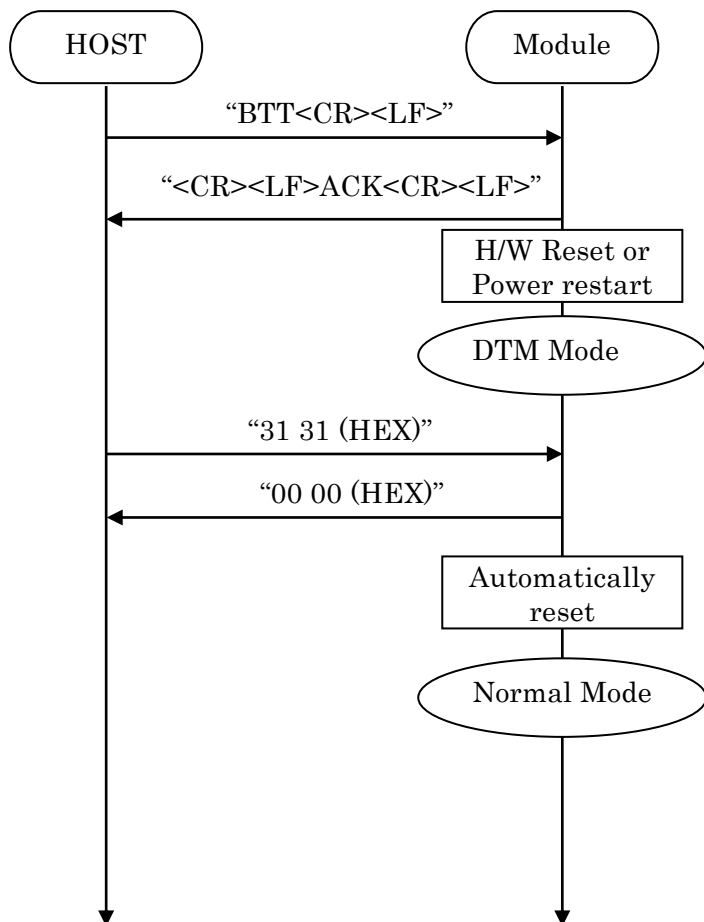 HOST
Module
“BTT<CR><LF>”
“<CR><LF>ACK<CR><LF>”
H/W Reset or
Power restart
DTM Mode
“31 31 (HEX)”
“00 00 (HEX)”
Automatically
reset
Normal Mode